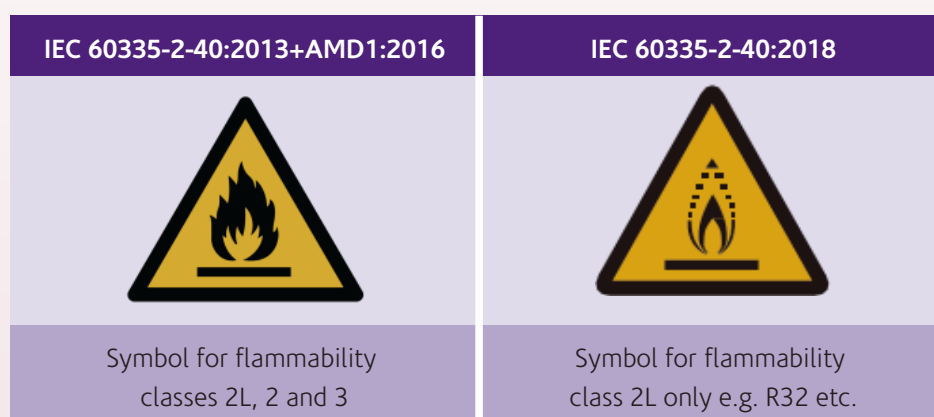 IEC 60335-2-40:2013+AMD1:2016
IEC 60335-2-40:2018
Symbol for flammability
classes 2L, 2 and 3
Symbol for flammability
class 2L only e.g. R32 etc.